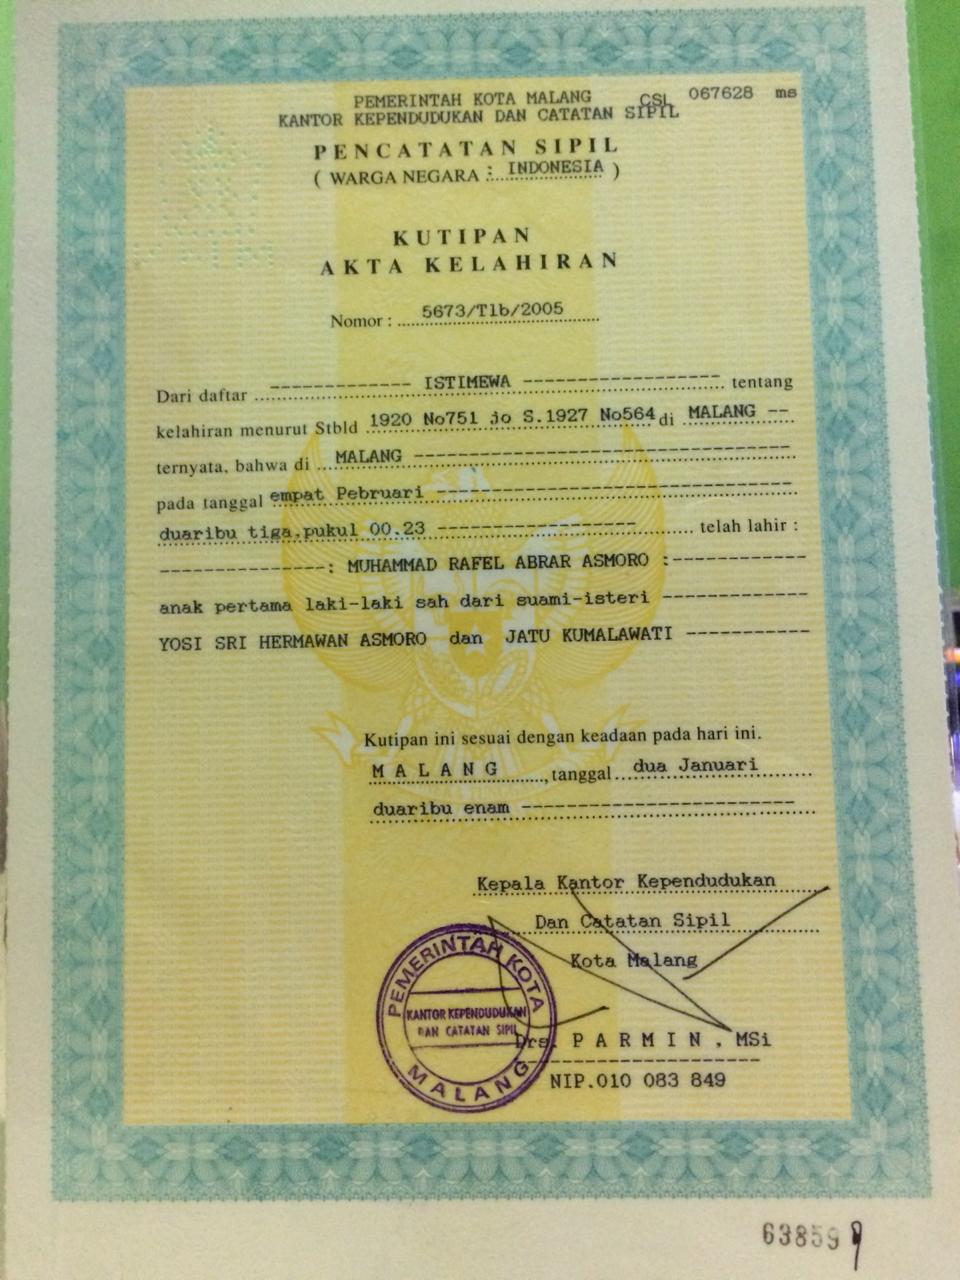 PEMERINTAH KOTA MALANG CSL 067628 ms
KANTOR KEPENDUDUKAN DAN CATATAN SIPIL
PENCATATAN SIPIL
( WARGA NEGARA : INDONESIA )
KUTIPAN
AKTA KELAHIRAN
Nomor : 5673/Tlb/2005
Dari daftar ------------ ISTIMEWA ----------------- tentang
kelahiran menurut Stbld 1920 No751 jo S.1927 No564 di MALANG --
ternyata, bahwa di MALANG --------------------------------
pada tanggal empat Pebruari -------------------------------
duaribu tiga,pukul 00.23 ----------------- telah lahir :
---------------: MUHAMMAD RAFEL ABRAR ASMORO :------------
anak pertama laki-laki sah dari suami-isteri -------------
YOSI SRI HERMAWAN ASMORO dan JATU KUMALAWATI -----------
Kutipan ini sesuai dengan keadaan pada hari ini.
M A L A N G, tanggal dua Januari
duaribu enam ------------------------
Kepala Kantor Kependudukan
Dan Catatan Sipil
Kota Malang
PEMERINTAH KOTA
KANTOR KEPENDUDUKAN
DAN CATATAN SIPIL
MALANG
Drs. P A R M I N , MSi
NIP.010 083 849
63859